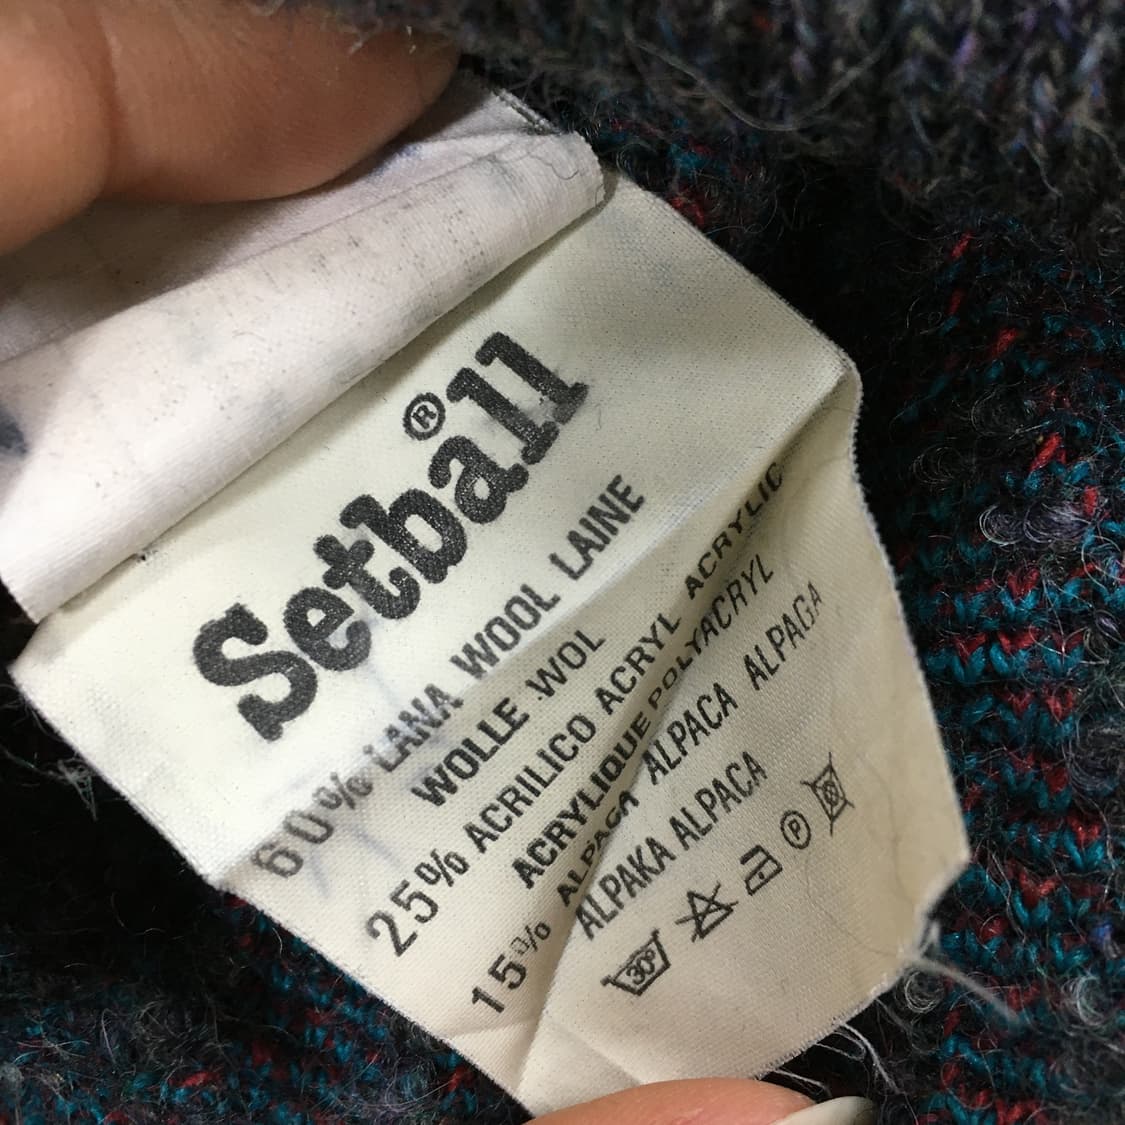 Setball®
60% LANA WOOL LAINE
WOLLE WOL
25% ACRILICO ACRYL ACRYLIC
ACRYLIQUE POLYACRYL
15% ALPACA ALPACA ALPAGA
ALPAKA ALPACA
30° P